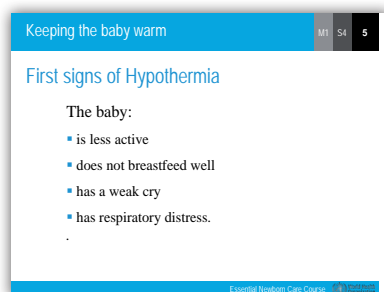 Keeping the baby warm
M1 S4 5
First signs of Hypothermia
The baby:
▪ is less active
▪ does not breastfeed well
▪ has a weak cry
▪ has respiratory distress.
.
Essential Newborn Care Course